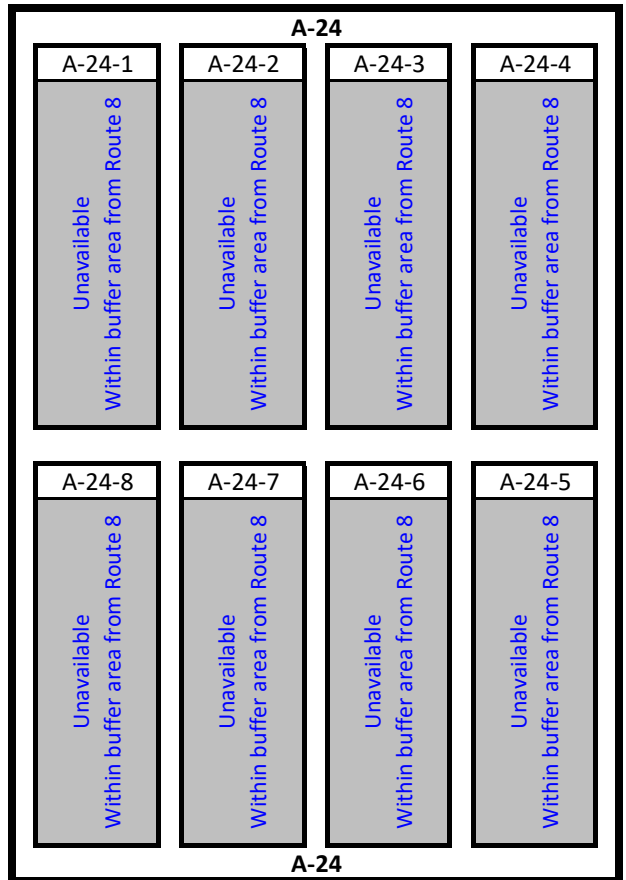 A-24
A-24-1
Unavailable
Within buffer area from Route 8
A-24-2
Unavailable
Within buffer area from Route 8
A-24-3
Unavailable
Within buffer area from Route 8
A-24-4
Unavailable
Within buffer area from Route 8
A-24-8
Unavailable
Within buffer area from Route 8
A-24-7
Unavailable
Within buffer area from Route 8
A-24-6
Unavailable
Within buffer area from Route 8
A-24-5
Unavailable
Within buffer area from Route 8
A-24